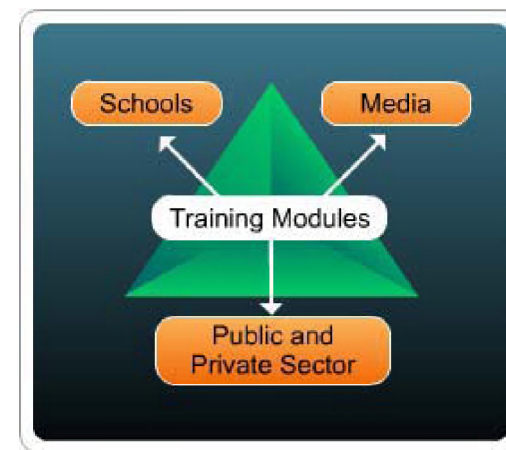 Schools
Media
Training Modules
Public and
Private Sector